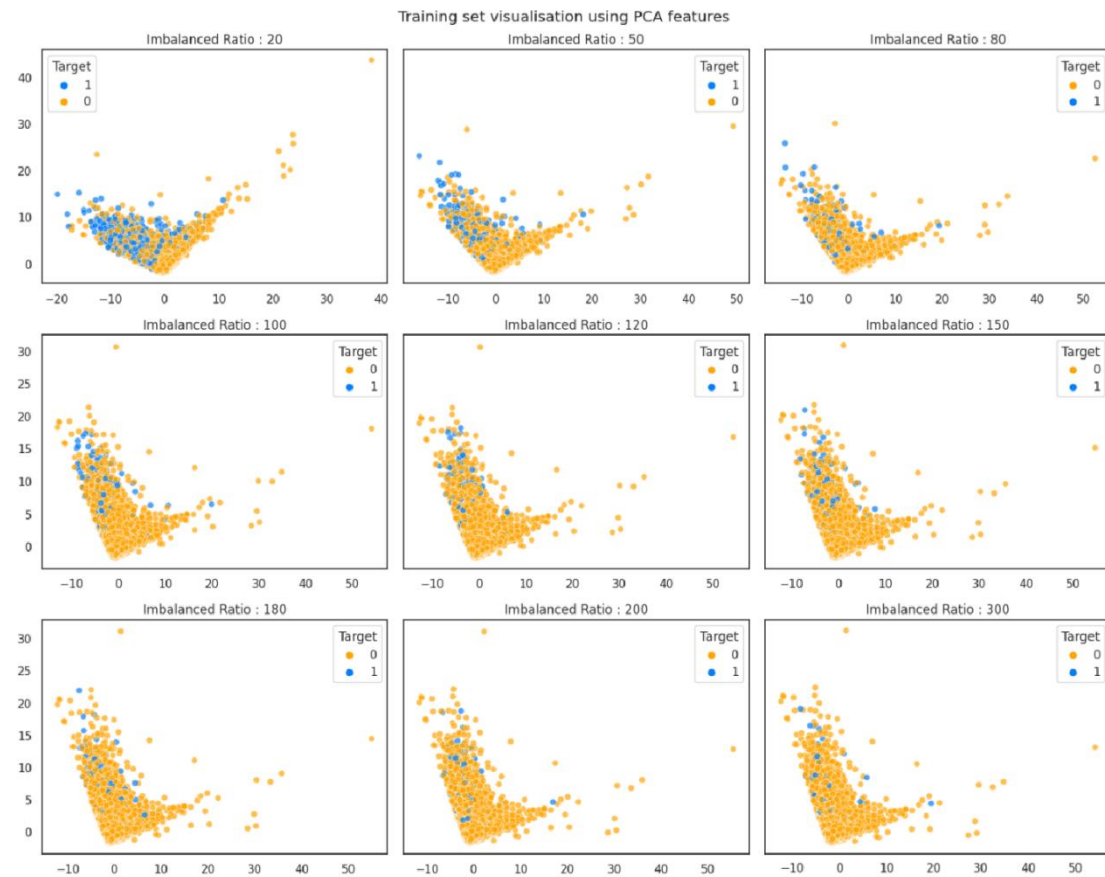 Training set visualisation using PCA features
Imbalanced Ratio : 20
Target
1
0
40
30
20
10
0
−20 −10 0 10 20 30 40
Imbalanced Ratio : 50
Target
1
0
−10 0 10 20 30 40 50
Imbalanced Ratio : 80
Target
0
1
−10 0 10 20 30 40 50
Imbalanced Ratio : 100
Target
0
1
30
25
20
15
10
5
0
−10 0 10 20 30 40 50
Imbalanced Ratio : 120
Target
0
1
−10 0 10 20 30 40 50
Imbalanced Ratio : 150
Target
0
1
−10 0 10 20 30 40 50
Imbalanced Ratio : 180
Target
0
1
30
25
20
15
10
5
0
−10 0 10 20 30 40 50
Imbalanced Ratio : 200
Target
0
1
−10 0 10 20 30 40 50
Imbalanced Ratio : 300
Target
0
1
−10 0 10 20 30 40 50